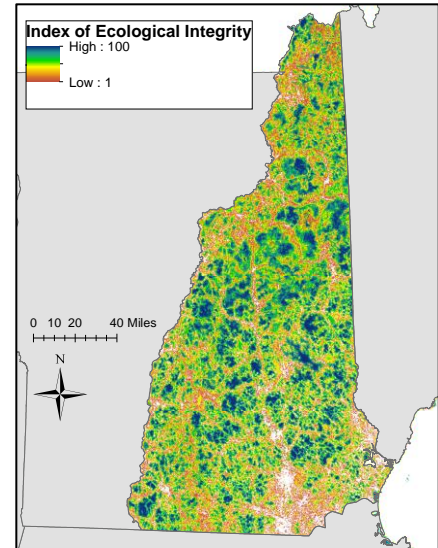 Index of Ecological Integrity
High : 100
Low : 1
0 10 20 40 Miles
N